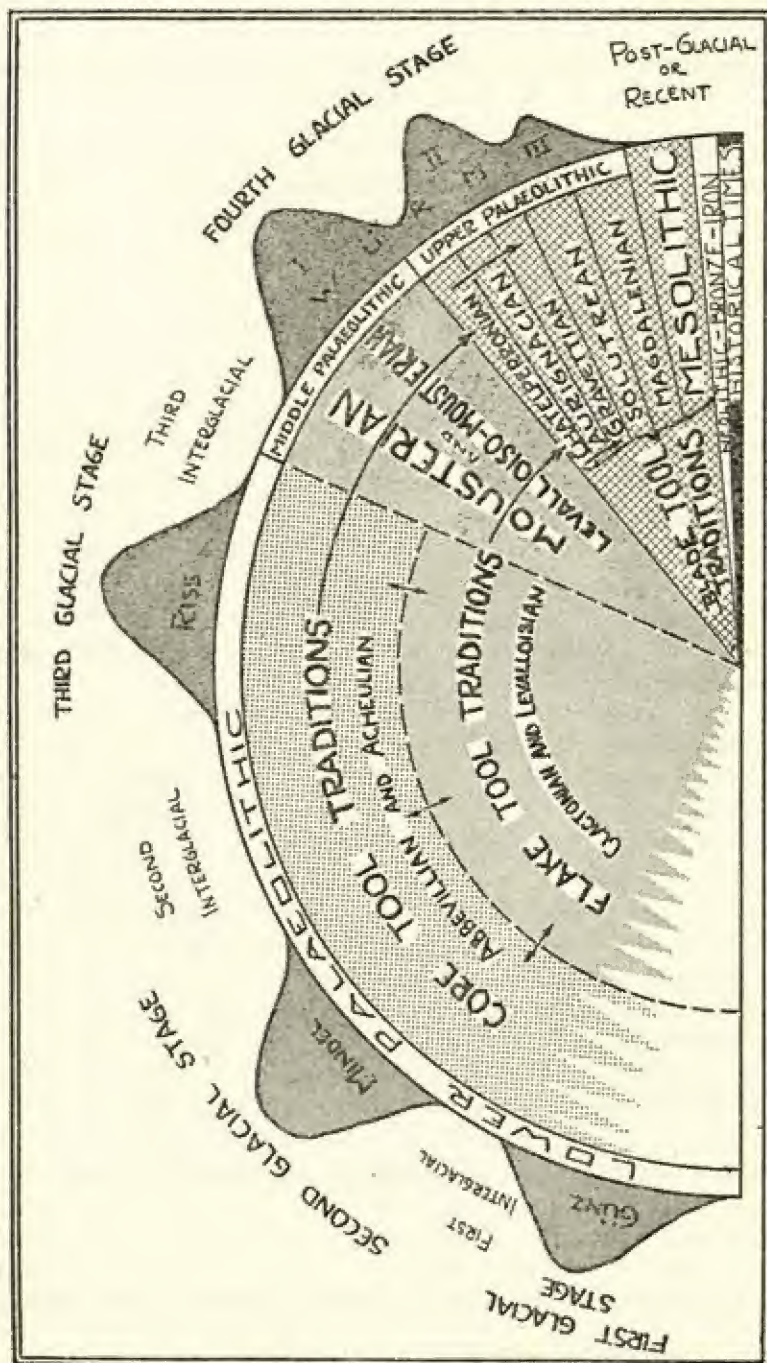 POST-GLACIAL
OR
RECENT
FOURTH GLACIAL STAGE
I II III
WÜRM
THIRD
INTERGLACIAL
THIRD GLACIAL STAGE
RISS
SECOND
INTERGLACIAL
SECOND GLACIAL STAGE
MINDEL
FIRST
INTERGLACIAL
FIRST GLACIAL
STAGE
GÜNZ
LOWER PALAEOLITHIC
MIDDLE PALAEOLITHIC
UPPER PALAEOLITHIC
CORE TOOL TRADITIONS
ABBEVILLIAN AND ACHEULIAN
FLAKE TOOL TRADITIONS
CLACTONIAN AND LEVALLOISIAN
MOUSTERIAN
AND
LEVALLOISO-MOUSTERIAN
CHATELPERRONIAN
AURIGNACIAN
GRAVETTIAN
SOLUTREAN
MAGDALENIAN
BLADE TOOL
TRADITIONS
MESOLITHIC
NEOLITHIC-BRONZE-IRON
HISTORICAL TIMES